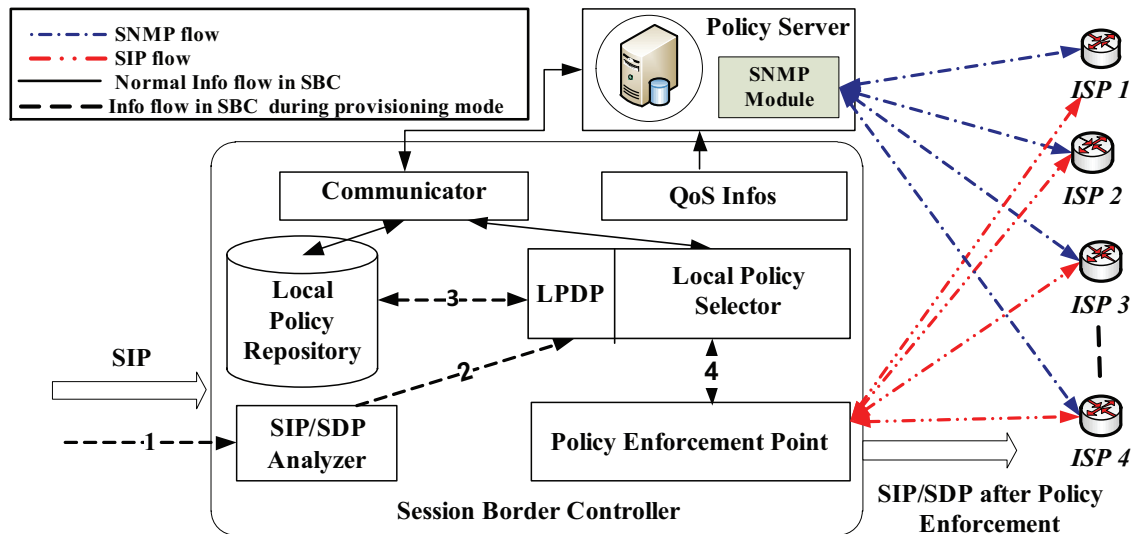 SNMP flow
SIP flow
Normal Info flow in SBC
Info flow in SBC during provisioning mode
Policy Server
SNMP
Module
ISP 1
ISP 2
ISP 3
ISP 4
Communicator
QoS Infos
Local
Policy
Repository
3
LPDP
Local Policy
Selector
SIP
2
4
1
SIP/SDP
Analyzer
Policy Enforcement Point
Session Border Controller
SIP/SDP after Policy
Enforcement